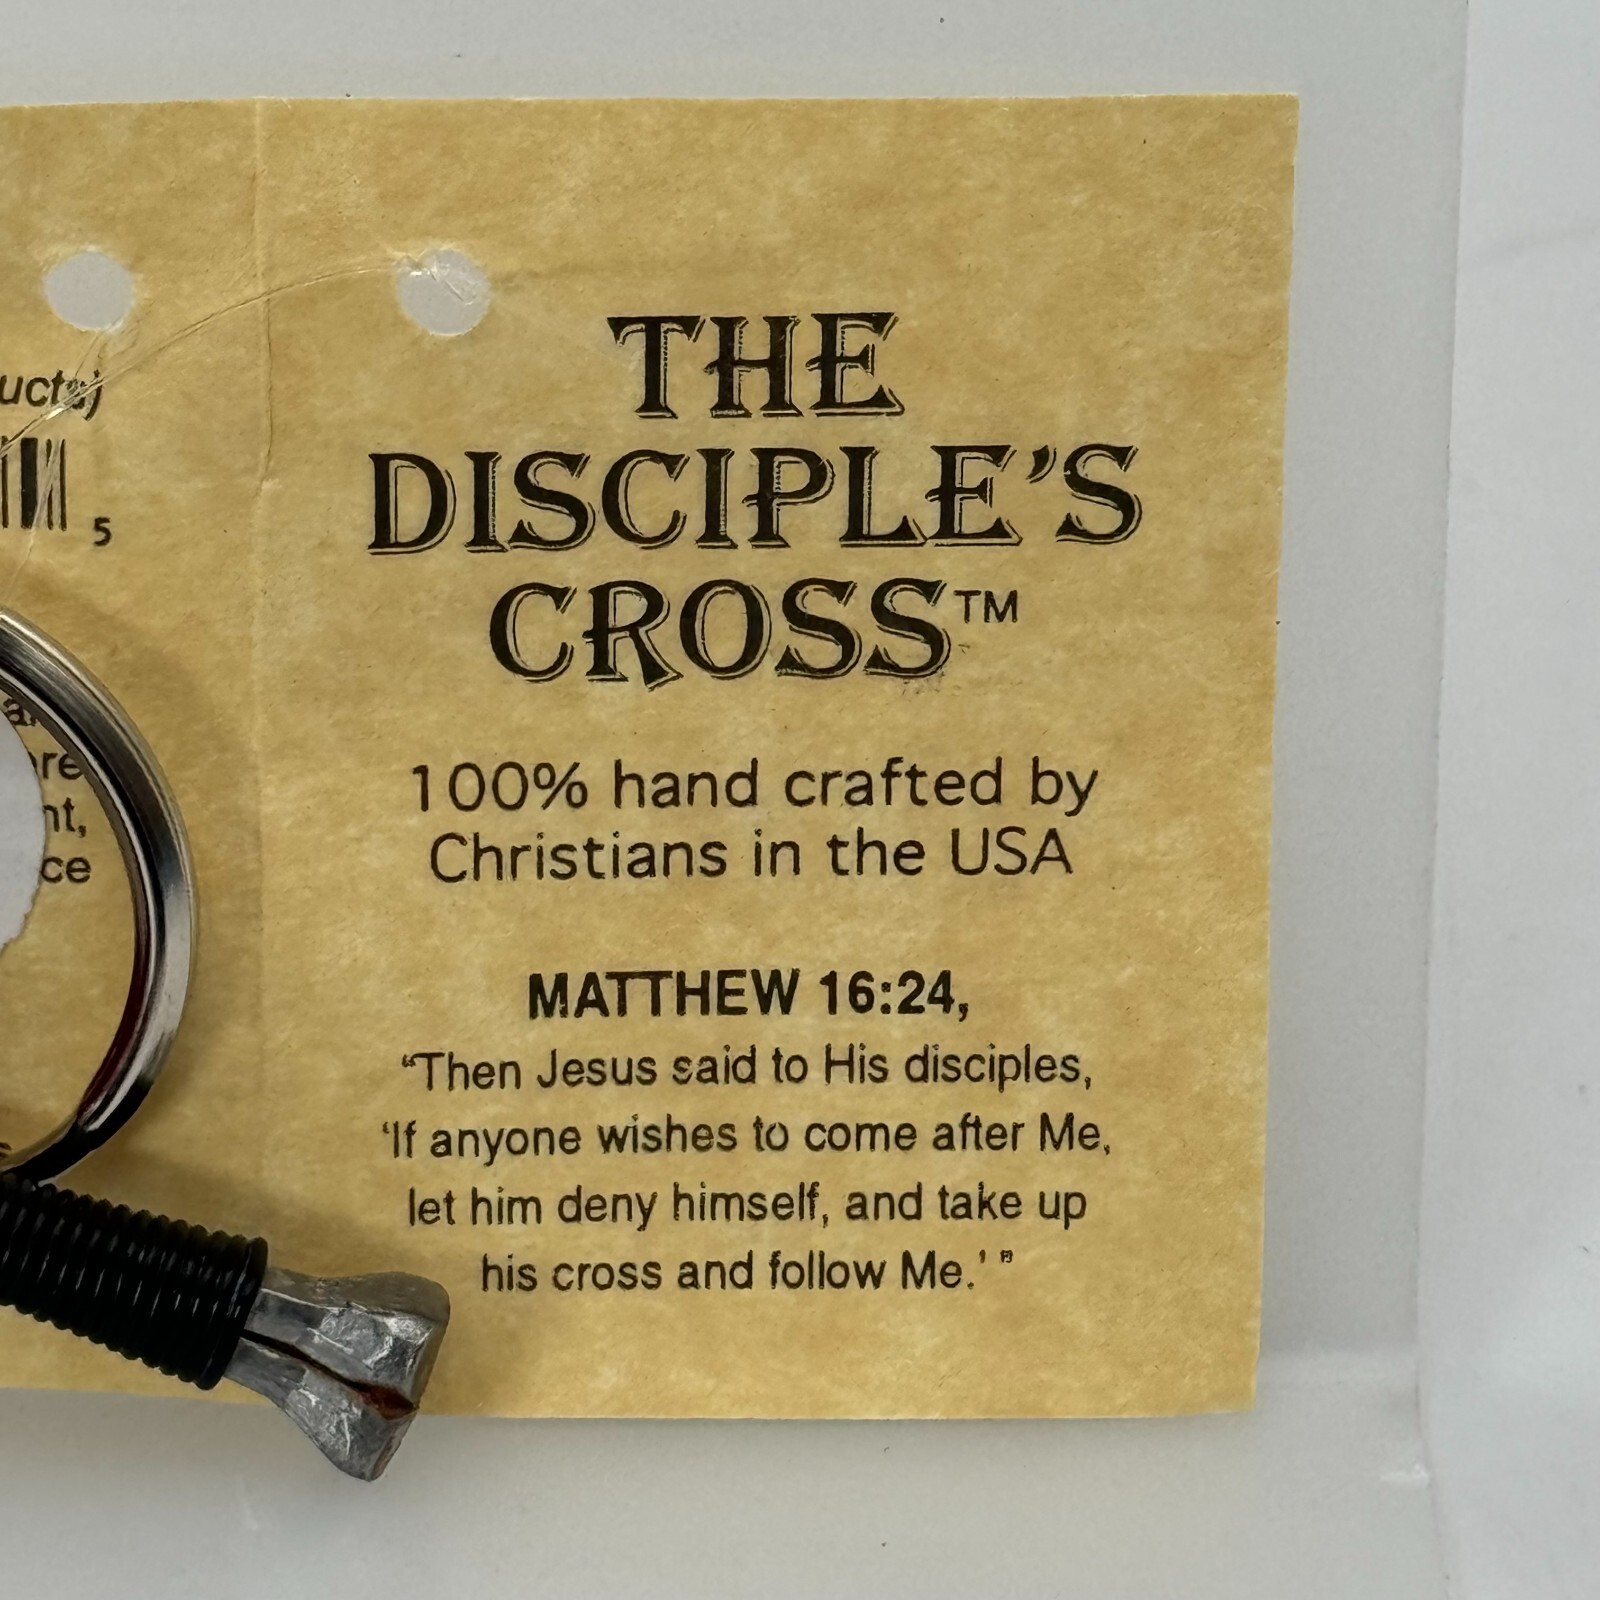 THE
DISCIPLE'S
CROSS™
100% hand crafted by
Christians in the USA
MATTHEW 16:24,
“Then Jesus said to His disciples,
‘If anyone wishes to come after Me,
let him deny himself, and take up
his cross and follow Me.’ ”
5